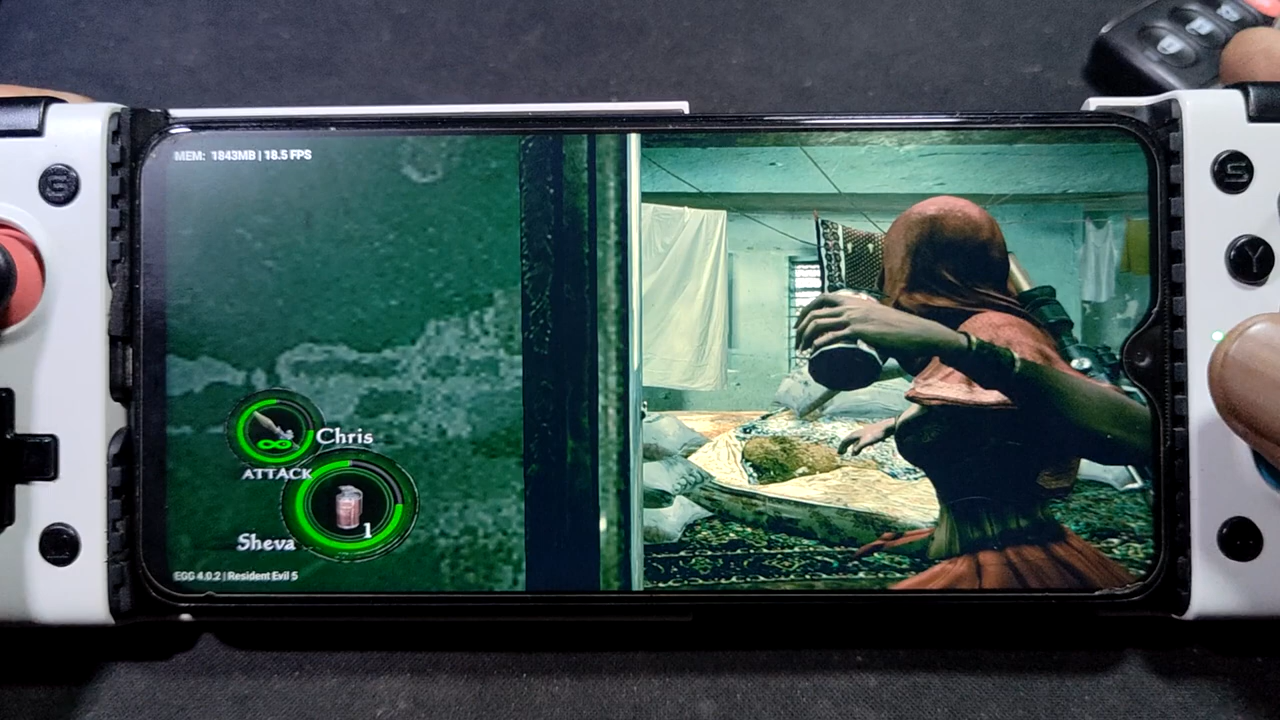 MEM: 1843MB | 18.5 FPS
Chris
ATTACK
1
Sheva
EGG 4.0.2 | Resident Evil 5
S
Y